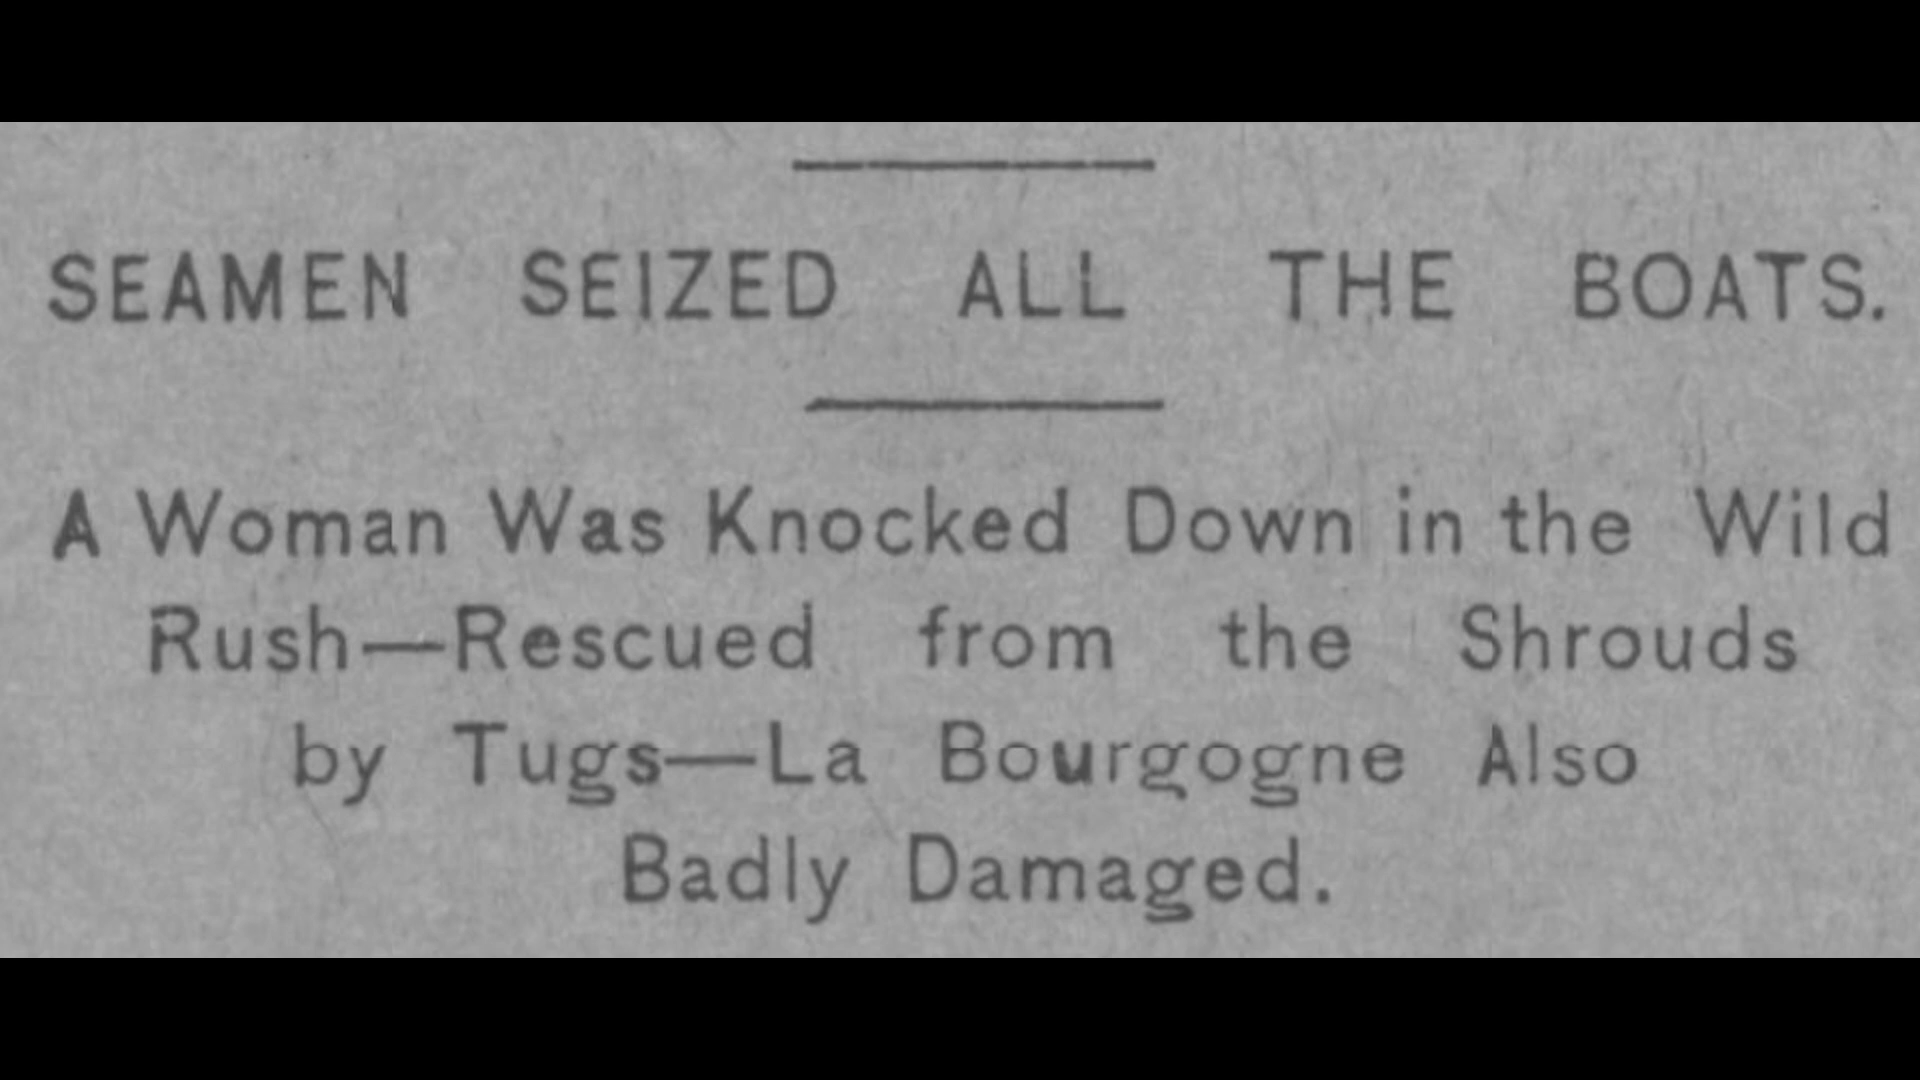 SEAMEN SEIZED ALL THE BOATS.
A Woman Was Knocked Down in the Wild
Rush—Rescued from the Shrouds
by Tugs—La Bourgogne Also
Badly Damaged.